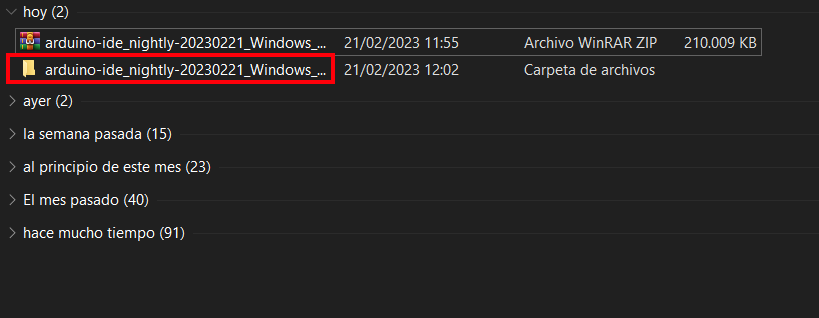 hoy (2)
arduino-ide_nightly-20230221_Windows_... 21/02/2023 11:55 Archivo WinRAR ZIP 210.009 KB
arduino-ide_nightly-20230221_Windows_... 21/02/2023 12:02 Carpeta de archivos
ayer (2)
la semana pasada (15)
al principio de este mes (23)
El mes pasado (40)
hace mucho tiempo (91)